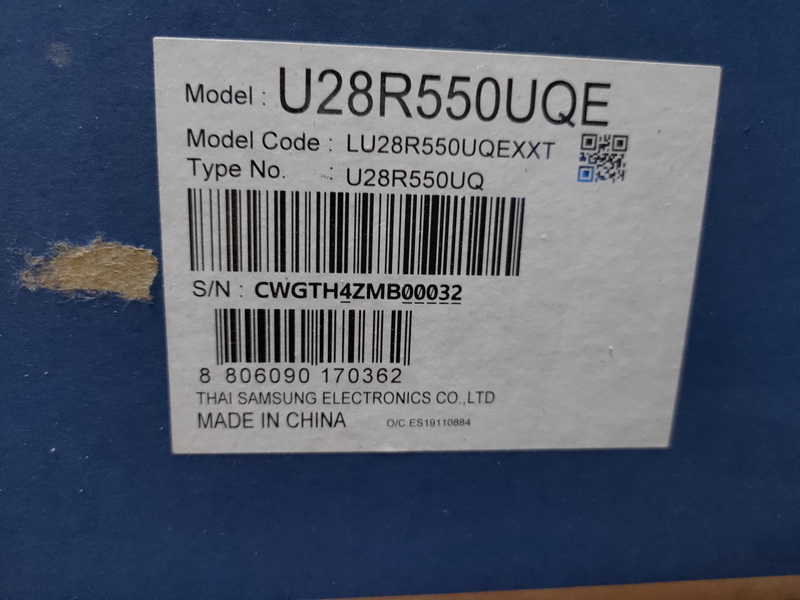 Model : U28R550UQE
Model Code : LU28R550UQEXXT
Type No. : U28R550UQ
S/N : CWGTH4ZMB00032
8 806090 170362
THAI SAMSUNG ELECTRONICS CO.,LTD
MADE IN CHINA O/C:ES19110884